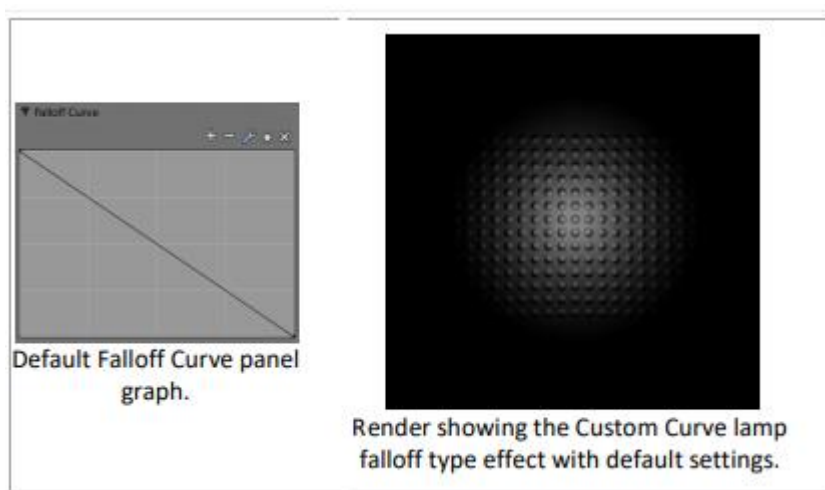 Falloff Curve
Default Falloff Curve panel
graph.
Render showing the Custom Curve lamp
falloff type effect with default settings.